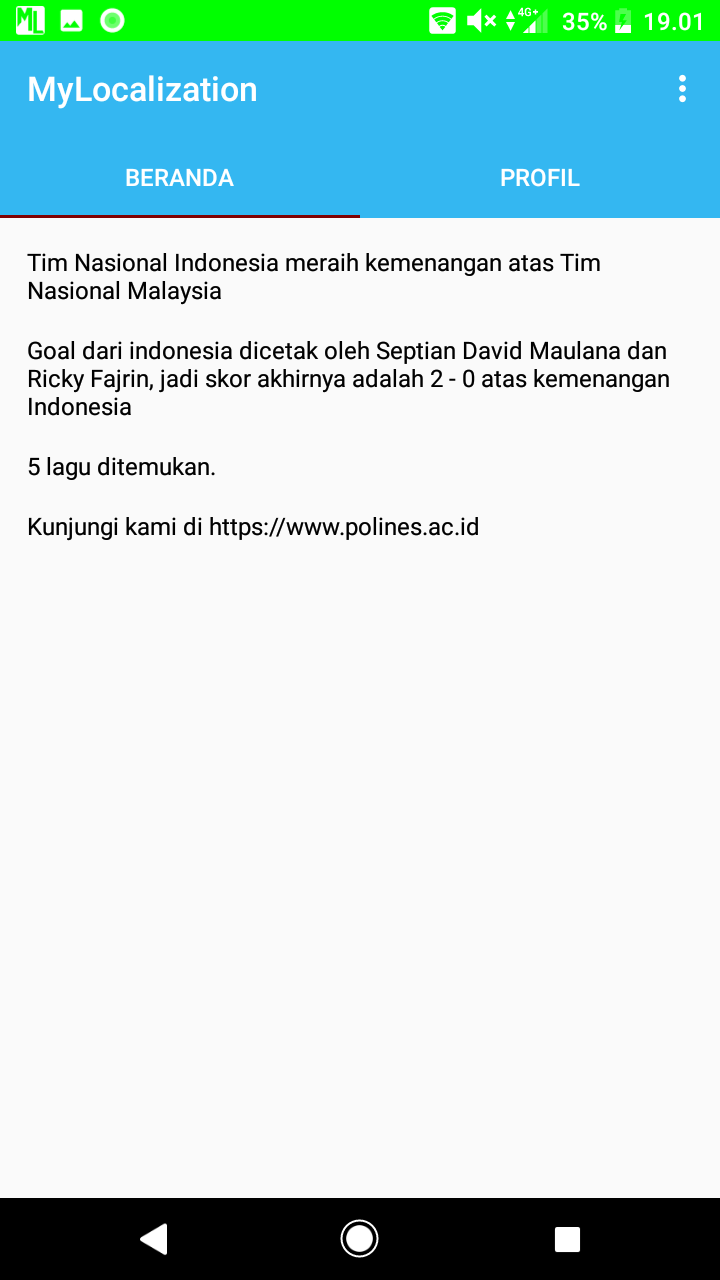 ML
4G+
35%
19.01
MyLocalization
BERANDA
PROFIL
Tim Nasional Indonesia meraih kemenangan atas Tim
Nasional Malaysia
Goal dari indonesia dicetak oleh Septian David Maulana dan
Ricky Fajrin, jadi skor akhirnya adalah 2 - 0 atas kemenangan
Indonesia
5 lagu ditemukan.
Kunjungi kami di https://www.polines.ac.id